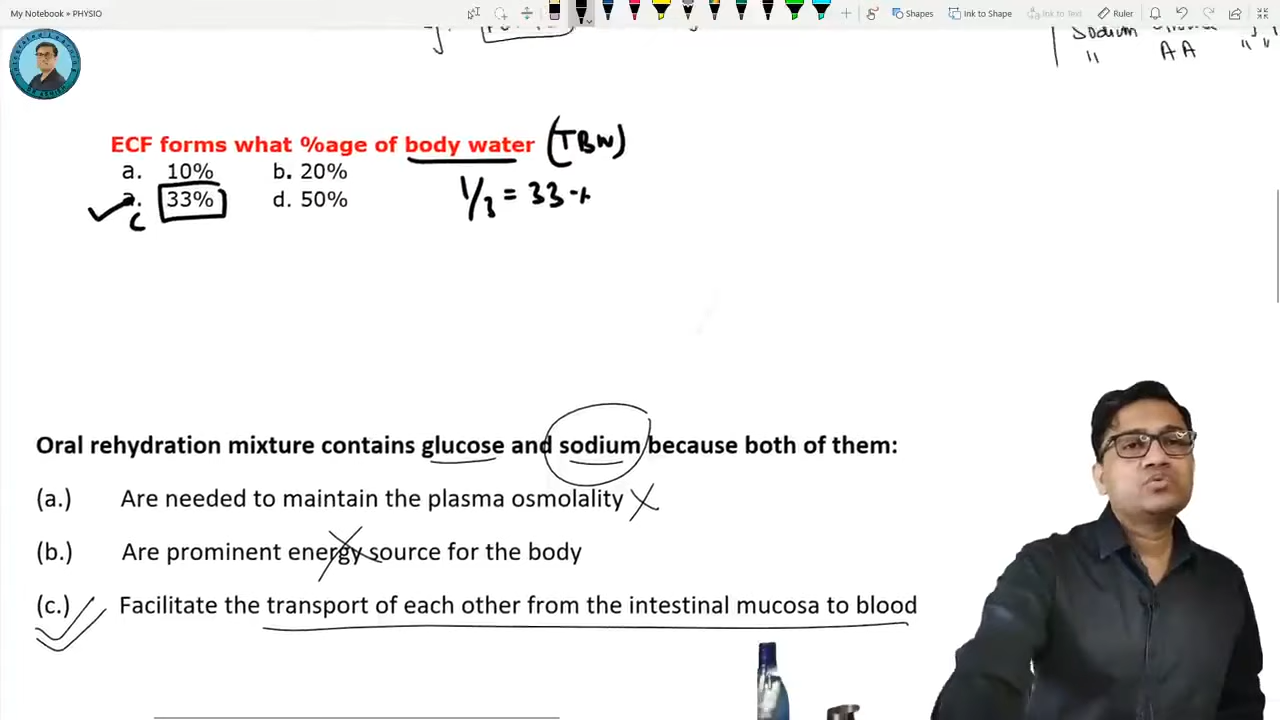 My Notebook » PHYSIO
Shapes
Ink to Shape
Ink to Text
Ruler
Sodium
" AA " "
ECF forms what %age of body water (TBW)
a. 10% b. 20%
a. 33% d. 50% 1/3 = 33 %
c
Oral rehydration mixture contains glucose and sodium because both of them:
(a.) Are needed to maintain the plasma osmolality
(b.) Are prominent energy source for the body
(c.) Facilitate the transport of each other from the intestinal mucosa to blood